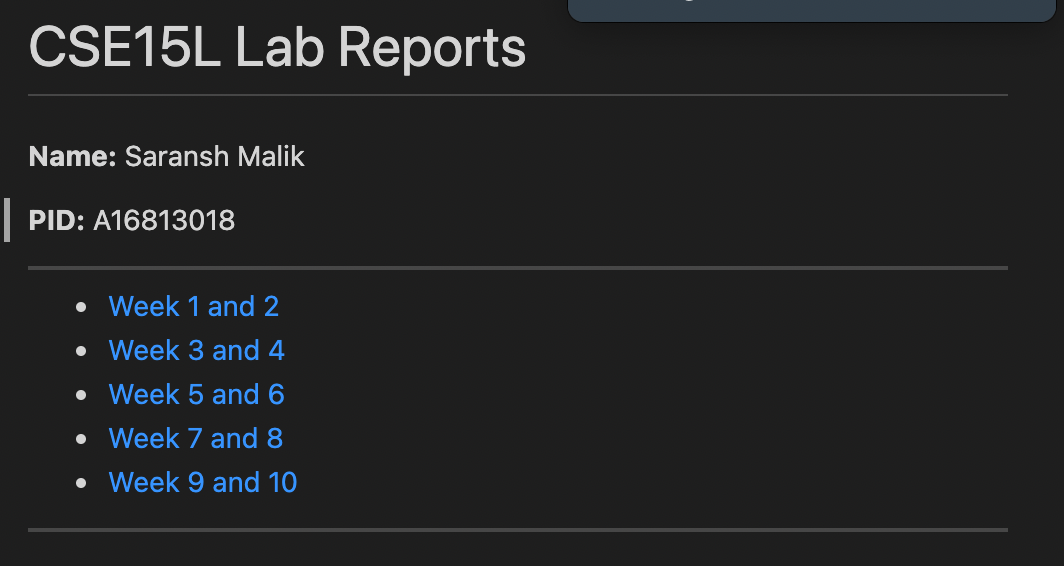 CSE15L Lab Reports
Name: Saransh Malik
PID: A16813018
Week 1 and 2
Week 3 and 4
Week 5 and 6
Week 7 and 8
Week 9 and 10